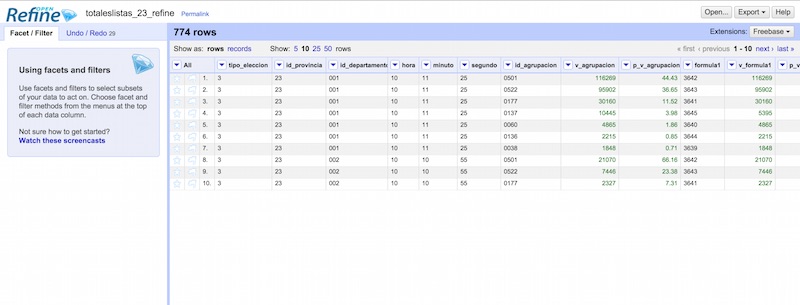 OPEN
Refine totaleslistas_23_refine Permalink Open... Export Help
Facet / Filter Undo / Redo 29 774 rows Extensions: Freebase
Show as: rows records Show: 5 10 25 50 rows « first ‹ previous 1 - 10 next › last »
All tipo_eleccion id_provincia id_departamento hora minuto segundo id_agrupacion v_agrupacion p_v_agrupacion formula1 v_formula1 p_v
1. 3 23 001 10 11 25 0501 116269 44.43 3642 116269
2. 3 23 001 10 11 25 0522 95902 36.65 3643 95902
3. 3 23 001 10 11 25 0177 30160 11.52 3641 30160
4. 3 23 001 10 11 25 0137 10445 3.98 3645 5395
5. 3 23 001 10 11 25 0060 4865 1.86 3640 4865
6. 3 23 001 10 11 25 0136 2215 0.85 3644 2215
7. 3 23 001 10 11 25 0038 1848 0.71 3639 1848
8. 3 23 002 10 10 55 0501 21070 66.16 3642 21070
9. 3 23 002 10 10 55 0522 7446 23.38 3643 7446
10. 3 23 002 10 10 55 0177 2327 7.31 3641 2327
Using facets and filters
Use facets and filters to select subsets
of your data to act on. Choose facet and
filter methods from the menus at the top
of each data column.
Not sure how to get started?
Watch these screencasts